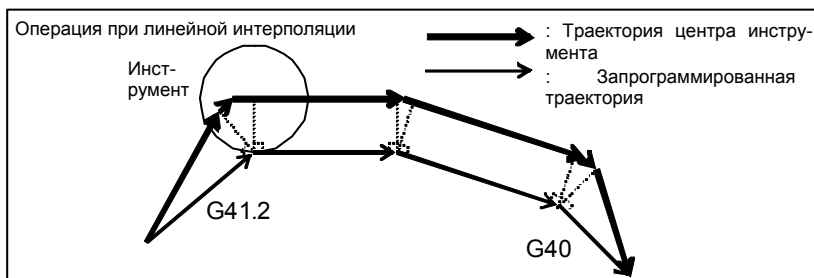 Операция при линейной интерполяции
: Траектория центра инстру-
мента
Инст-
румент
: Запрограммированная
траектория
G41.2
G40